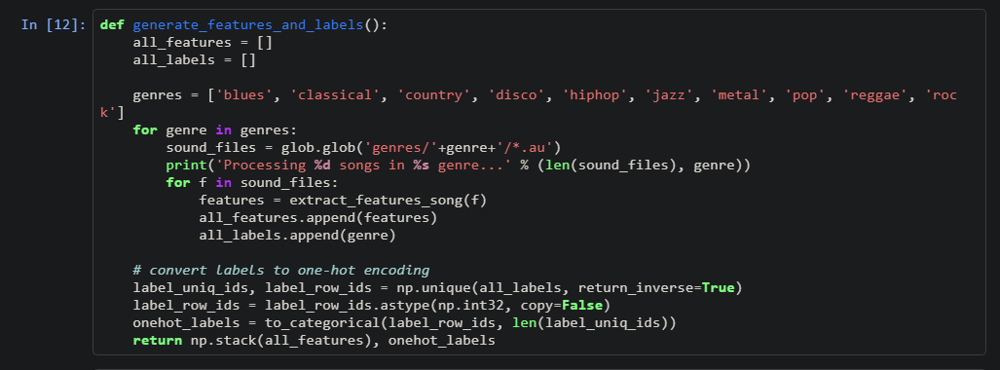 In [12]: def generate_features_and_labels():
    all_features = []
    all_labels = []

    genres = ['blues', 'classical', 'country', 'disco', 'hiphop', 'jazz', 'metal', 'pop', 'reggae', 'roc
k']
    for genre in genres:
        sound_files = glob.glob('genres/'+genre+'/*.au')
        print('Processing %d songs in %s genre...' % (len(sound_files), genre))
        for f in sound_files:
            features = extract_features_song(f)
            all_features.append(features)
            all_labels.append(genre)

    # convert labels to one-hot encoding
    label_uniq_ids, label_row_ids = np.unique(all_labels, return_inverse=True)
    label_row_ids = label_row_ids.astype(np.int32, copy=False)
    onehot_labels = to_categorical(label_row_ids, len(label_uniq_ids))
    return np.stack(all_features), onehot_labels